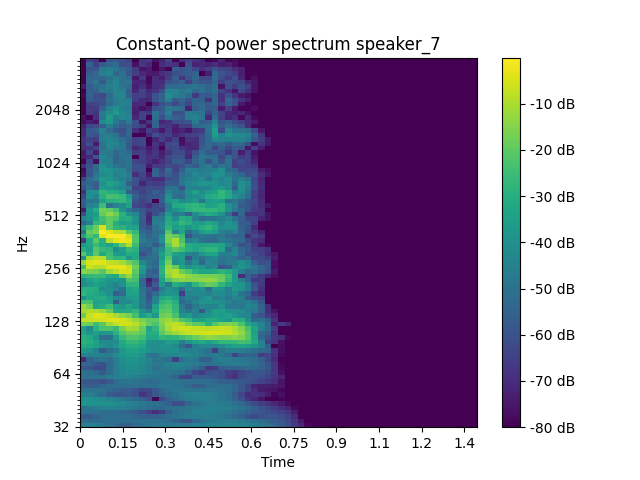 Constant-Q power spectrum speaker_7
Hz
2048
1024
512
256
128
64
32
0 0.15 0.3 0.45 0.6 0.75 0.9 1.1 1.2 1.4
Time
-10 dB
-20 dB
-30 dB
-40 dB
-50 dB
-60 dB
-70 dB
-80 dB